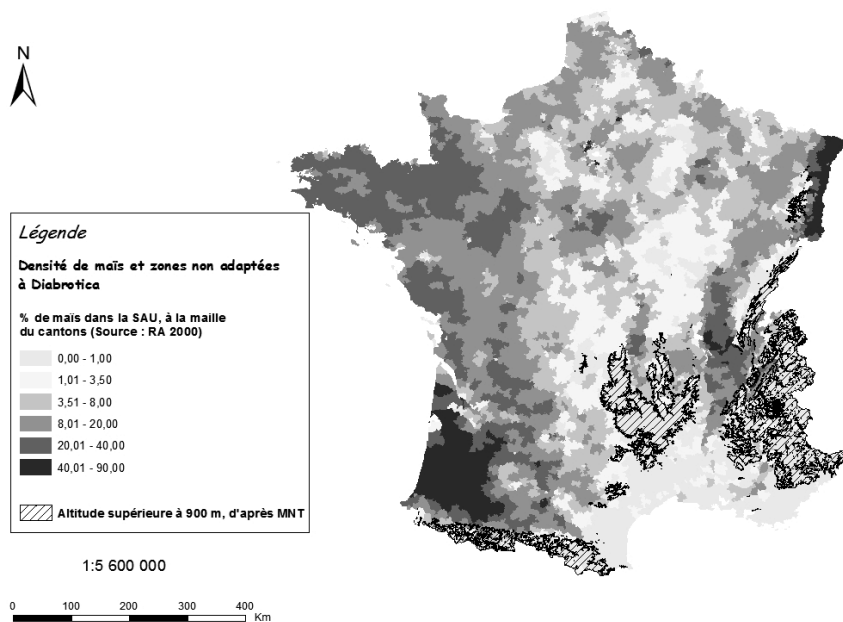 N
Légende
Densité de maïs et zones non adaptées
à Diabrotica
% de maïs dans la SAU, à la maille
du cantons (Source : RA 2000)
0,00 - 1,00
1,01 - 3,50
3,51 - 8,00
8,01 - 20,00
20,01 - 40,00
40,01 - 90,00
Altitude supérieure à 900 m, d'après MNT
1:5 600 000
0 100 200 300 400
Km